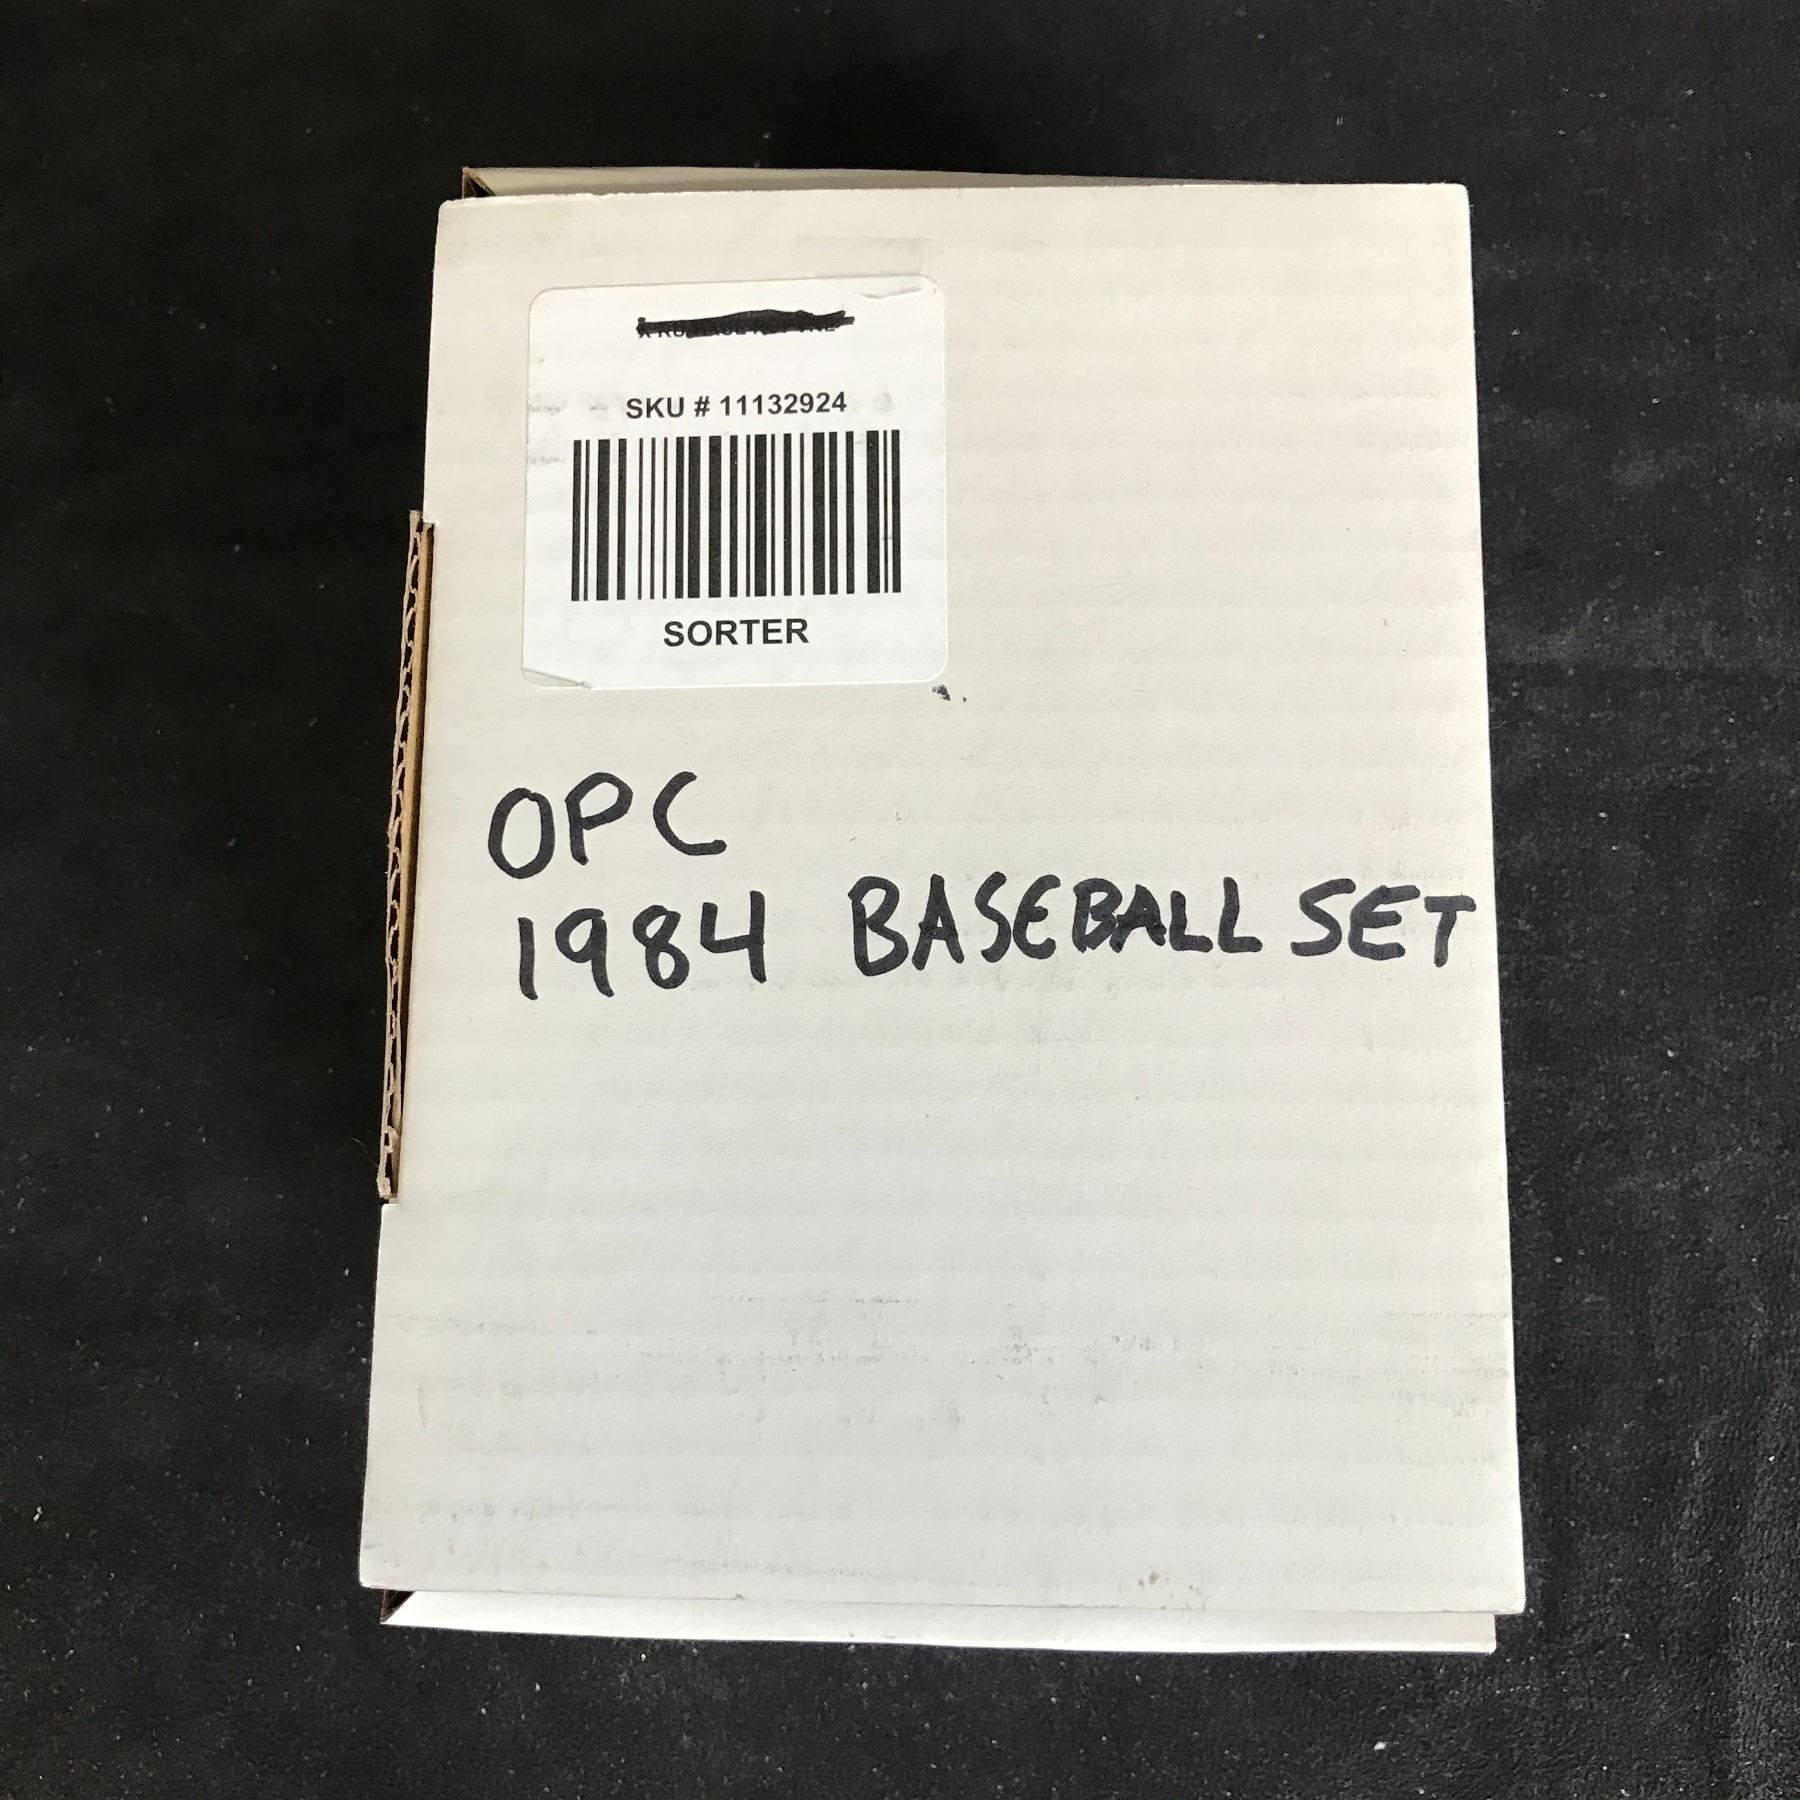 SKU # 11132924
SORTER
OPC
1984 BASEBALL SET